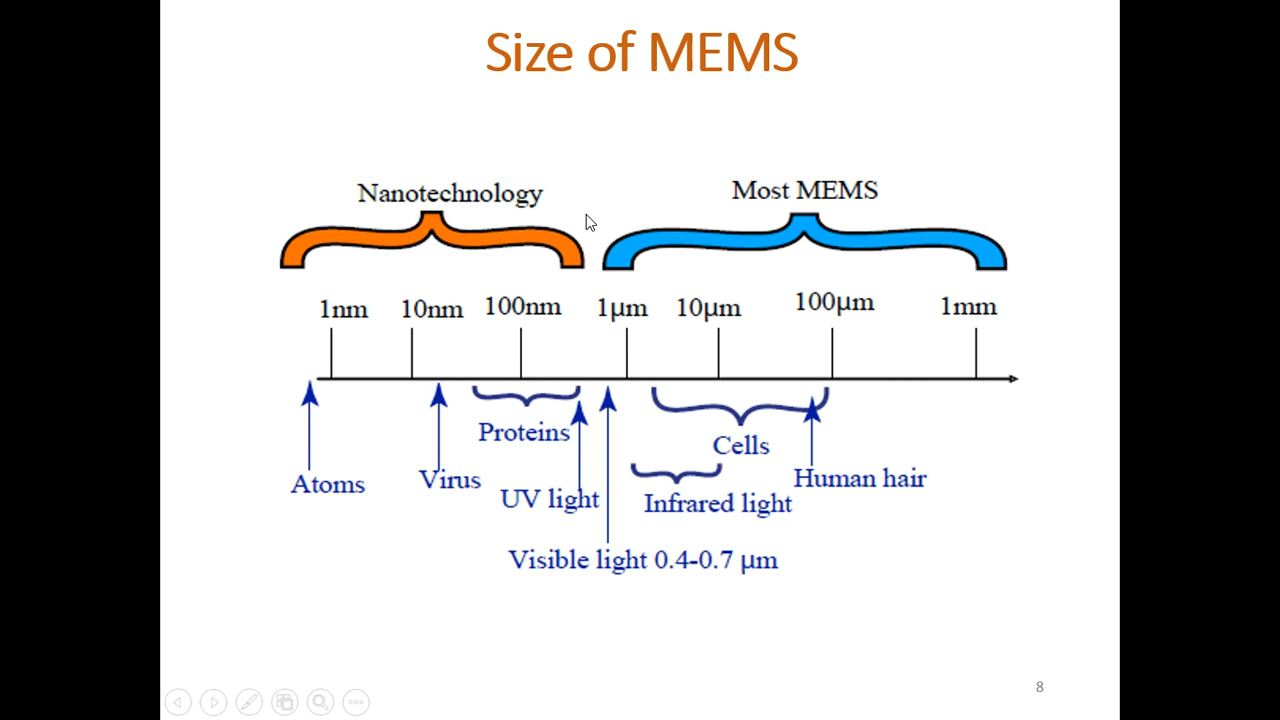 Size of MEMS
Nanotechnology
Most MEMS
1nm 10nm 100nm 1µm 10µm 100µm 1mm
Proteins
Cells
Atoms
Virus
UV light
Infrared light
Human hair
Visible light 0.4-0.7 µm
8